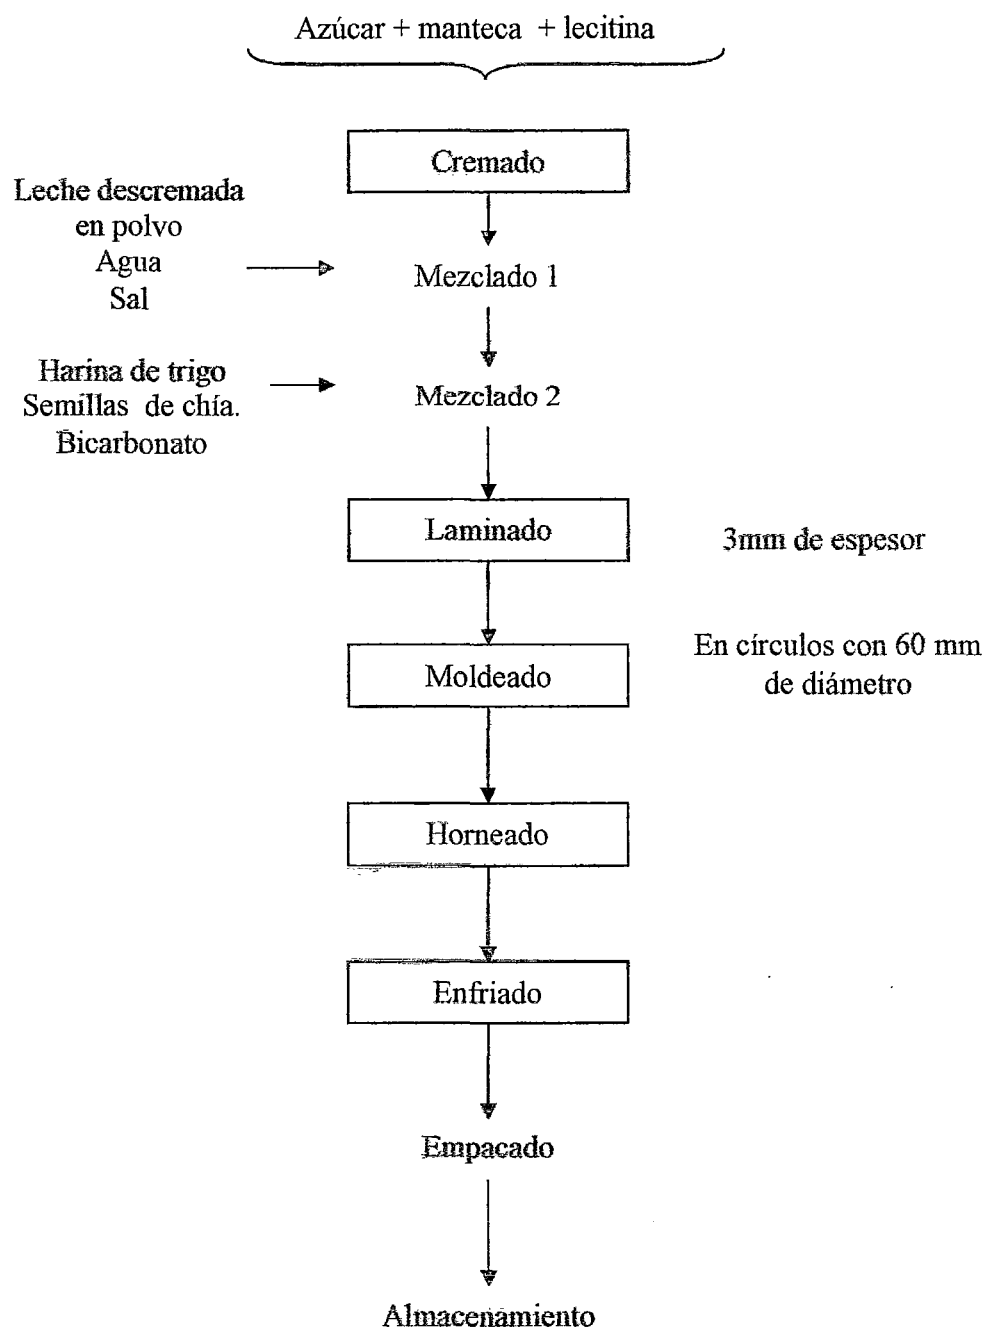 Azúcar + manteca + lecitina
Cremado
Leche descremada
en polvo
Agua
Sal
Mezclado 1
Harina de trigo
Semillas de chía.
Bicarbonato
Mezclado 2
Laminado
3mm de espesor
Moldeado
En círculos con 60 mm
de diámetro
Horneado
Enfriado
Empacado
Almacenamiento